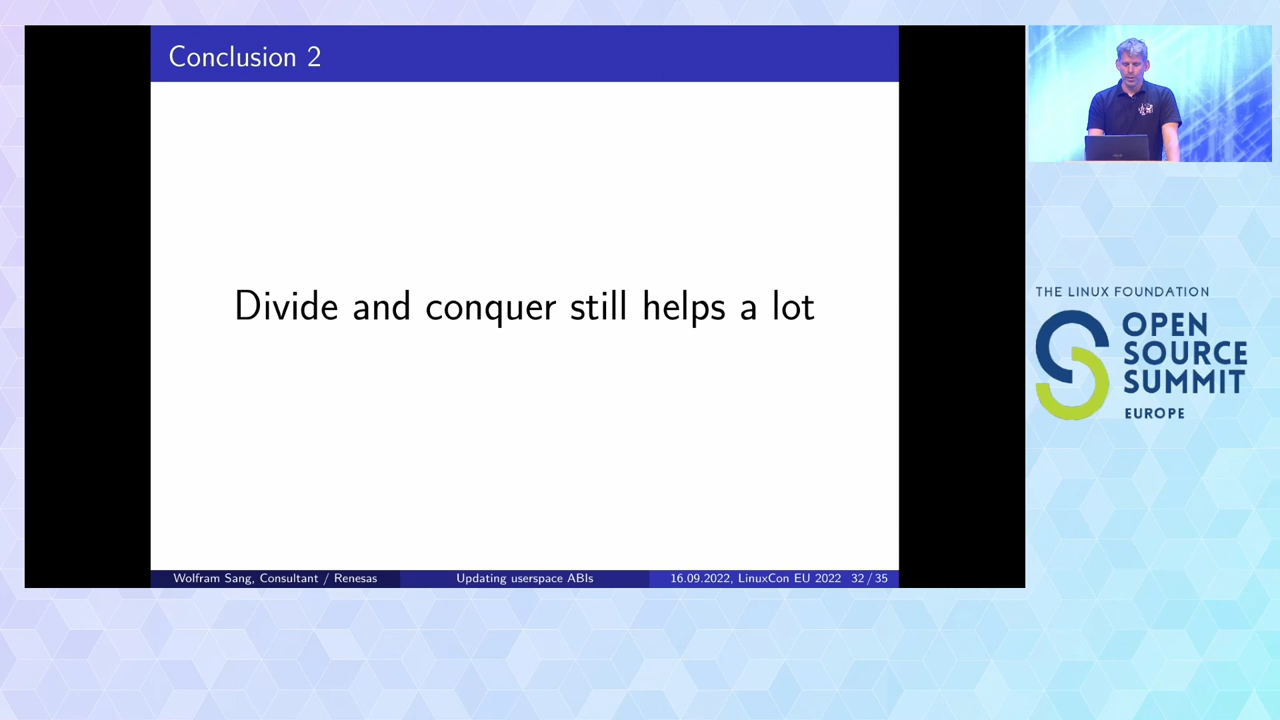 Conclusion 2
Divide and conquer still helps a lot
Wolfram Sang, Consultant / Renesas
Updating userspace ABIs
16.09.2022, LinuxCon EU 2022 32 / 35
THE LINUX FOUNDATION
OPEN
SOURCE
SUMMIT
EUROPE